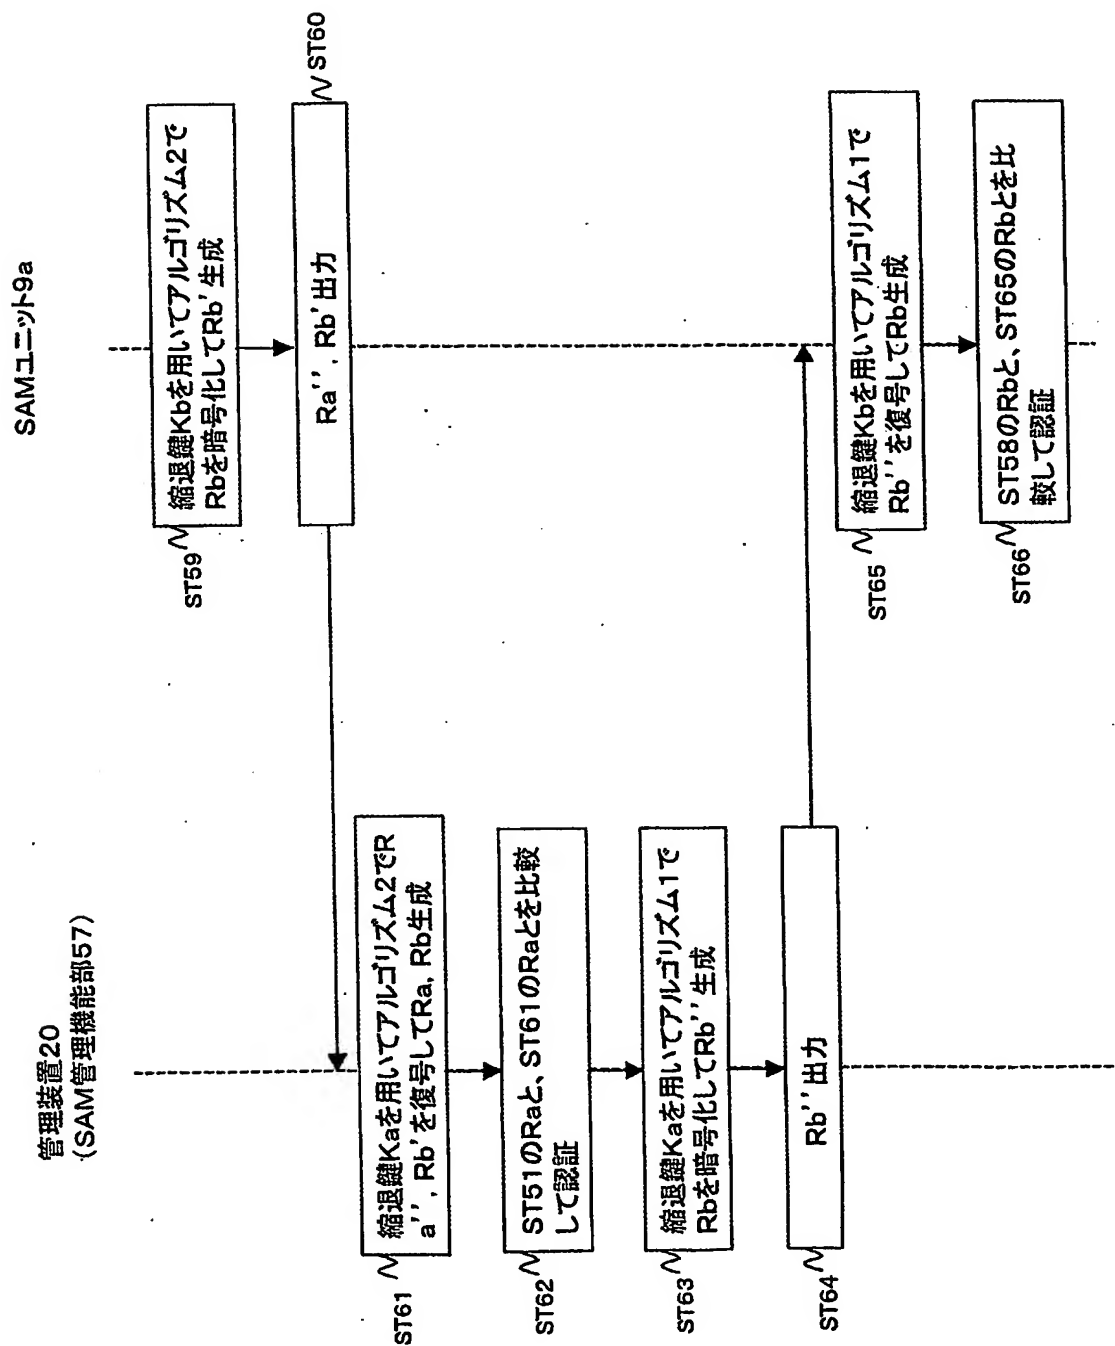 管理装置20
(SAM管理機能部57)
SAMユニット9a
ST59
縮退鍵Kbを用いてアルゴリズム2で
Rbを暗号化してRb'生成
ST60
Ra'', Rb'出力
ST61
縮退鍵Kaを用いてアルゴリズム2でR
a'', Rb'を復号してRa, Rb生成
ST62
ST51のRaと、ST61のRaとを比較
して認証
ST63
縮退鍵Kaを用いてアルゴリズム1で
Rbを暗号化してRb''生成
ST64
Rb''出力
ST65
縮退鍵Kbを用いてアルゴリズム1で
Rb''を復号してRb生成
ST66
ST58のRbと、ST65のRbとを比
較して認証